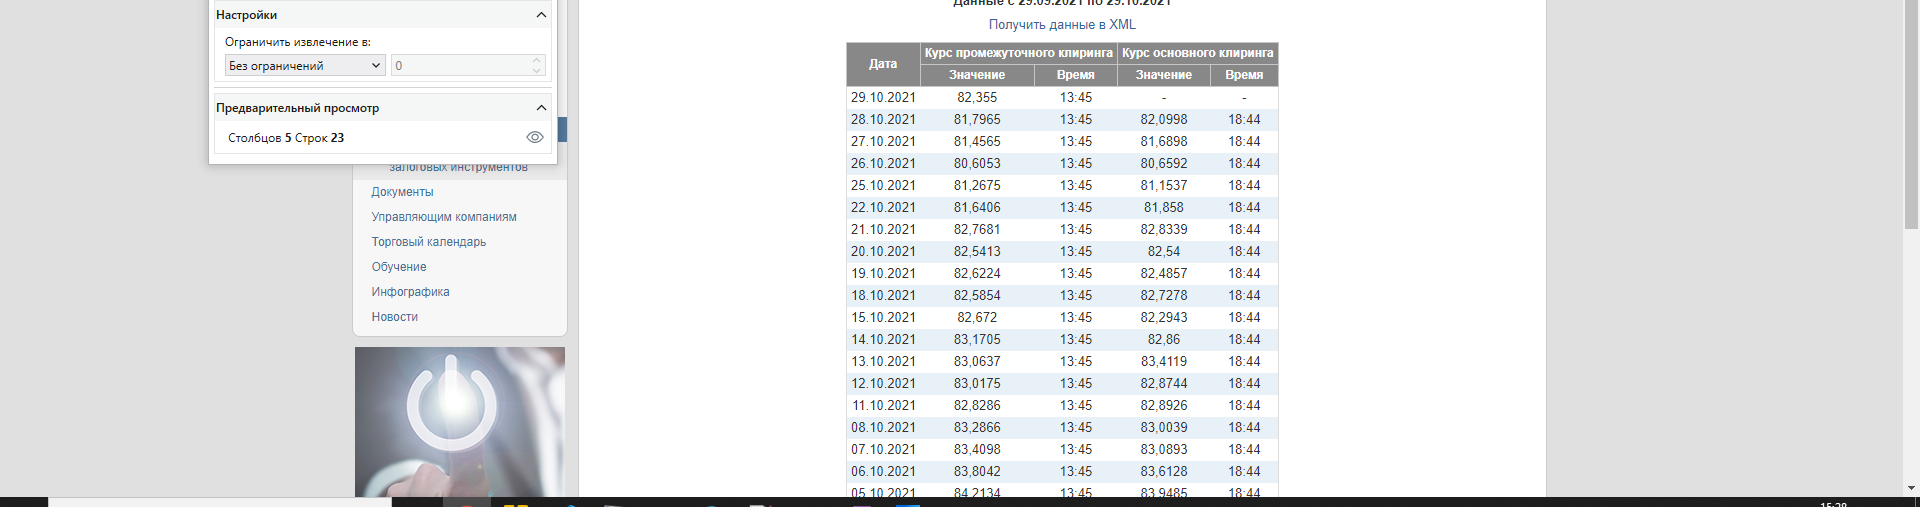 Настройки
Ограничить извлечение в:
Без ограничений 0
Предварительный просмотр
Столбцов 5 Строк 23
залоговых инструментов
Документы
Управляющим компаниям
Торговый календарь
Обучение
Инфографика
Новости
Данные с 29.09.2021 по 29.10.2021
Получить данные в XML
Дата Курс промежуточного клиринга Курс основного клиринга
Значение Время Значение Время
29.10.2021 82,355 13:45 - -
28.10.2021 81,7965 13:45 82,0998 18:44
27.10.2021 81,4565 13:45 81,6898 18:44
26.10.2021 80,6053 13:45 80,6592 18:44
25.10.2021 81,2675 13:45 81,1537 18:44
22.10.2021 81,6406 13:45 81,858 18:44
21.10.2021 82,7681 13:45 82,8339 18:44
20.10.2021 82,5413 13:45 82,54 18:44
19.10.2021 82,6224 13:45 82,4857 18:44
18.10.2021 82,5854 13:45 82,7278 18:44
15.10.2021 82,672 13:45 82,2943 18:44
14.10.2021 83,1705 13:45 82,86 18:44
13.10.2021 83,0637 13:45 83,4119 18:44
12.10.2021 83,0175 13:45 82,8744 18:44
11.10.2021 82,8286 13:45 82,8926 18:44
08.10.2021 83,2866 13:45 83,0039 18:44
07.10.2021 83,4098 13:45 83,0893 18:44
06.10.2021 83,8042 13:45 83,6128 18:44
05.10.2021 84,2134 13:45 83,9485 18:44